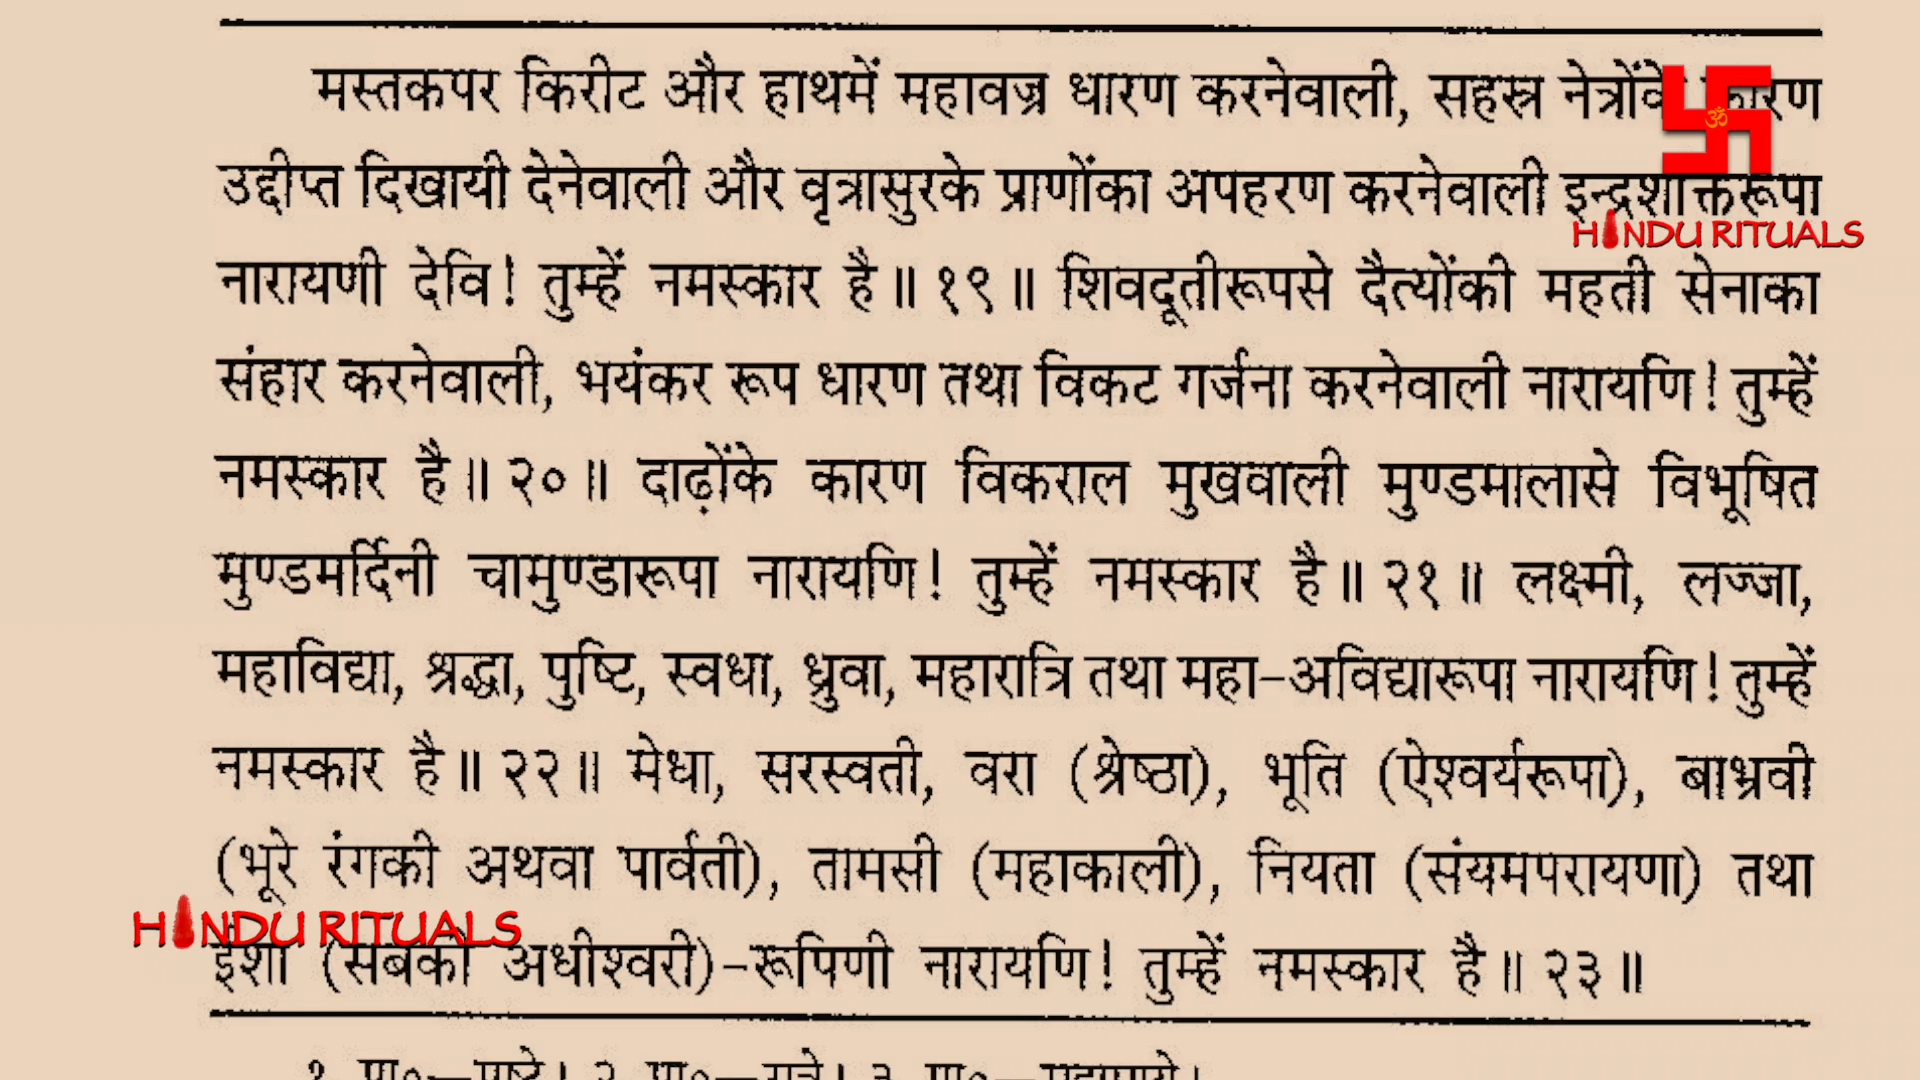 मस्तकपर किरीट और हाथमें महावज्र धारण करनेवाली, सहस्र नेत्रोंके कारण
उद्दीप्त दिखायी देनेवाली और वृत्रासुरके प्राणोंका अपहरण करनेवाली इन्द्रशक्तिरूपा
HINDU RITUALS
नारायणी देवि! तुम्हें नमस्कार है॥ १९॥ शिवदूतीरूपसे दैत्योंकी महती सेनाका
संहार करनेवाली, भयंकर रूप धारण तथा विकट गर्जना करनेवाली नारायणि! तुम्हें
नमस्कार है॥ २०॥ दाढ़ोंके कारण विकराल मुखवाली मुण्डमालासे विभूषित
मुण्डमर्दिनी चामुण्डारूपा नारायणि! तुम्हें नमस्कार है॥ २१॥ लक्ष्मी, लज्जा,
महाविद्या, श्रद्धा, पुष्टि, स्वधा, ध्रुवा, महारात्रि तथा महा-अविद्यारूपा नारायणि! तुम्हें
नमस्कार है॥ २२॥ मेधा, सरस्वती, वरा (श्रेष्ठा), भूति (ऐश्वर्यरूपा), बाभ्रवी
(भूरे रंगकी अथवा पार्वती), तामसी (महाकाली), नियता (संयमपरायणा) तथा
HINDU RITUALS
ईशा (सबकी अधीश्वरी)-रूपिणी नारायणि! तुम्हें नमस्कार है॥ २३॥